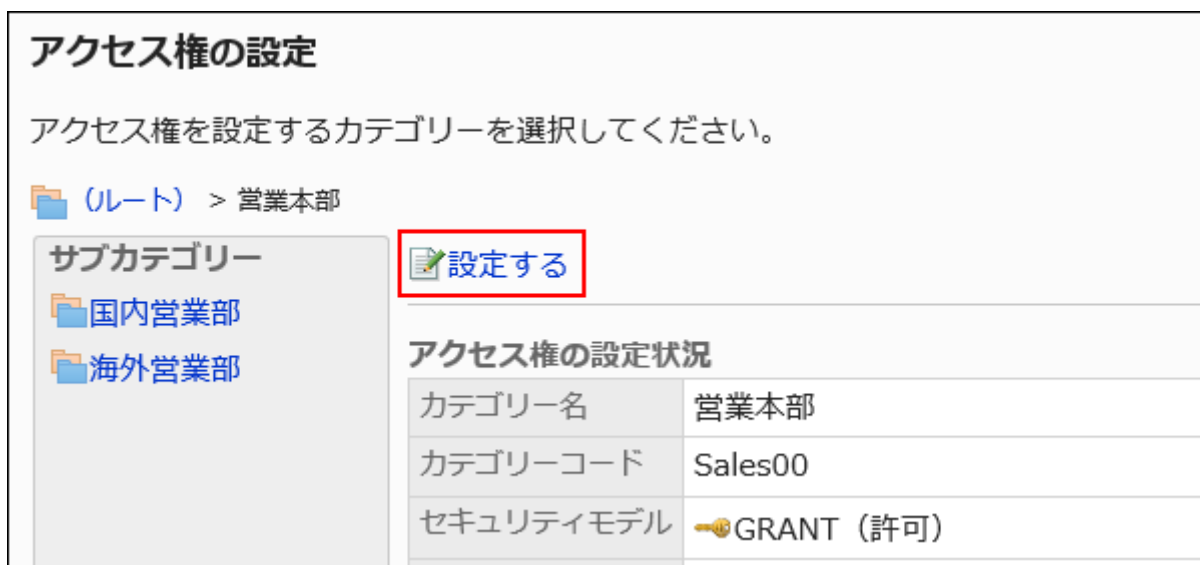 アクセス権の設定
アクセス権を設定するカテゴリーを選択してください。
（ルート） > 営業本部
サブカテゴリー
国内営業部
海外営業部
設定する
アクセス権の設定状況
カテゴリー名 営業本部
カテゴリーコード Sales00
セキュリティモデル GRANT（許可）